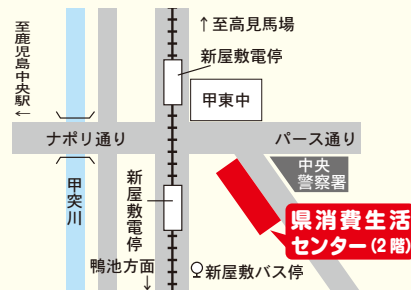 至鹿児島中央駅←
↑至高見馬場
新屋敷電停
甲東中
ナポリ通り
パース通り
中央
警察署
甲突川
新屋敷電停
県消費生活
センター(2階)
鴨池方面
↓
新屋敷バス停